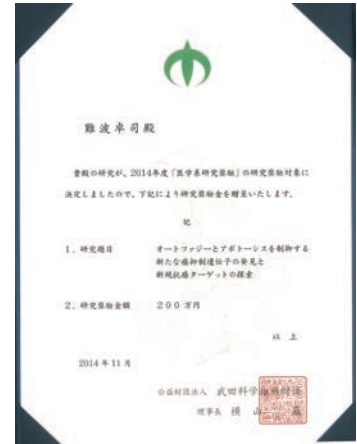 難波卓司殿
貴殿の研究が、2014年度「医学系研究奨励」の研究奨励対象に
決定しましたので、下記により研究奨励金を贈呈いたします。
記
1. 研究題目 オートファジーとアポトーシスを制御する
新たな癌抑制遺伝子の発見と
新規抗癌ターゲットの探索
2. 研究奨励金額 200万円
以上
2014年11月
公益財団法人 武田科学振興財団
理事長 横山 巖